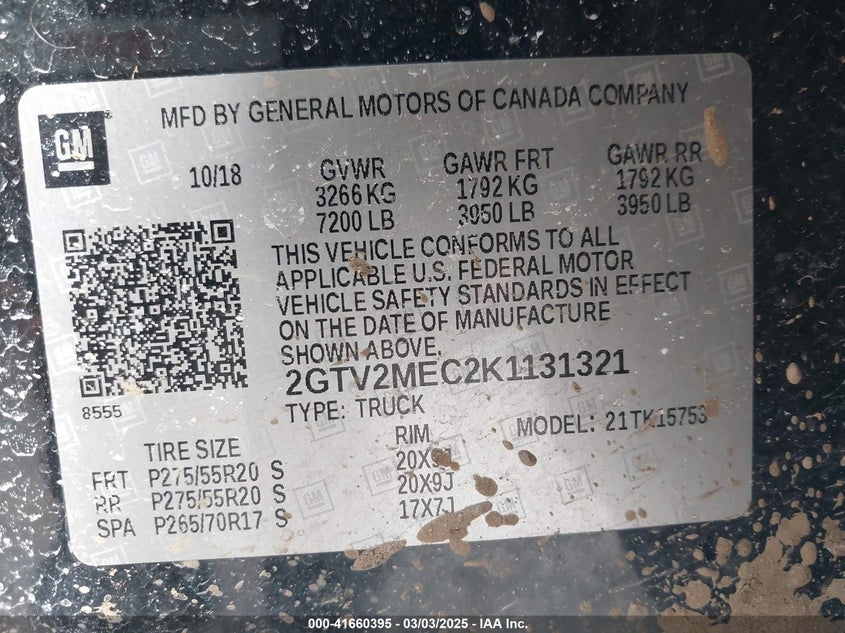 MFD BY GENERAL MOTORS OF CANADA COMPANY
GM
10/18 GVWR GAWR FRT GAWR RR
3266 KG 1792 KG 1792 KG
7200 LB 3950 LB 3950 LB
THIS VEHICLE CONFORMS TO ALL
APPLICABLE U.S. FEDERAL MOTOR
VEHICLE SAFETY STANDARDS IN EFFECT
ON THE DATE OF MANUFACTURE
SHOWN ABOVE.
2GTV2MEC2K1131321
8555
TYPE: TRUCK
MODEL: 21TK15753
TIRE SIZE RIM
FRT P275/55R20 S 20X9J
RR P275/55R20 S 20X9J
SPA P265/70R17 S 17X7J
000-41660395 - 03/03/2025 - IAA Inc.